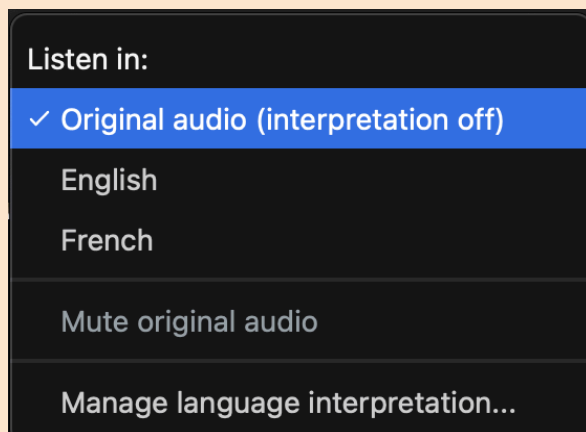 Listen in:
✓ Original audio (interpretation off)
English
French
Mute original audio
Manage language interpretation...